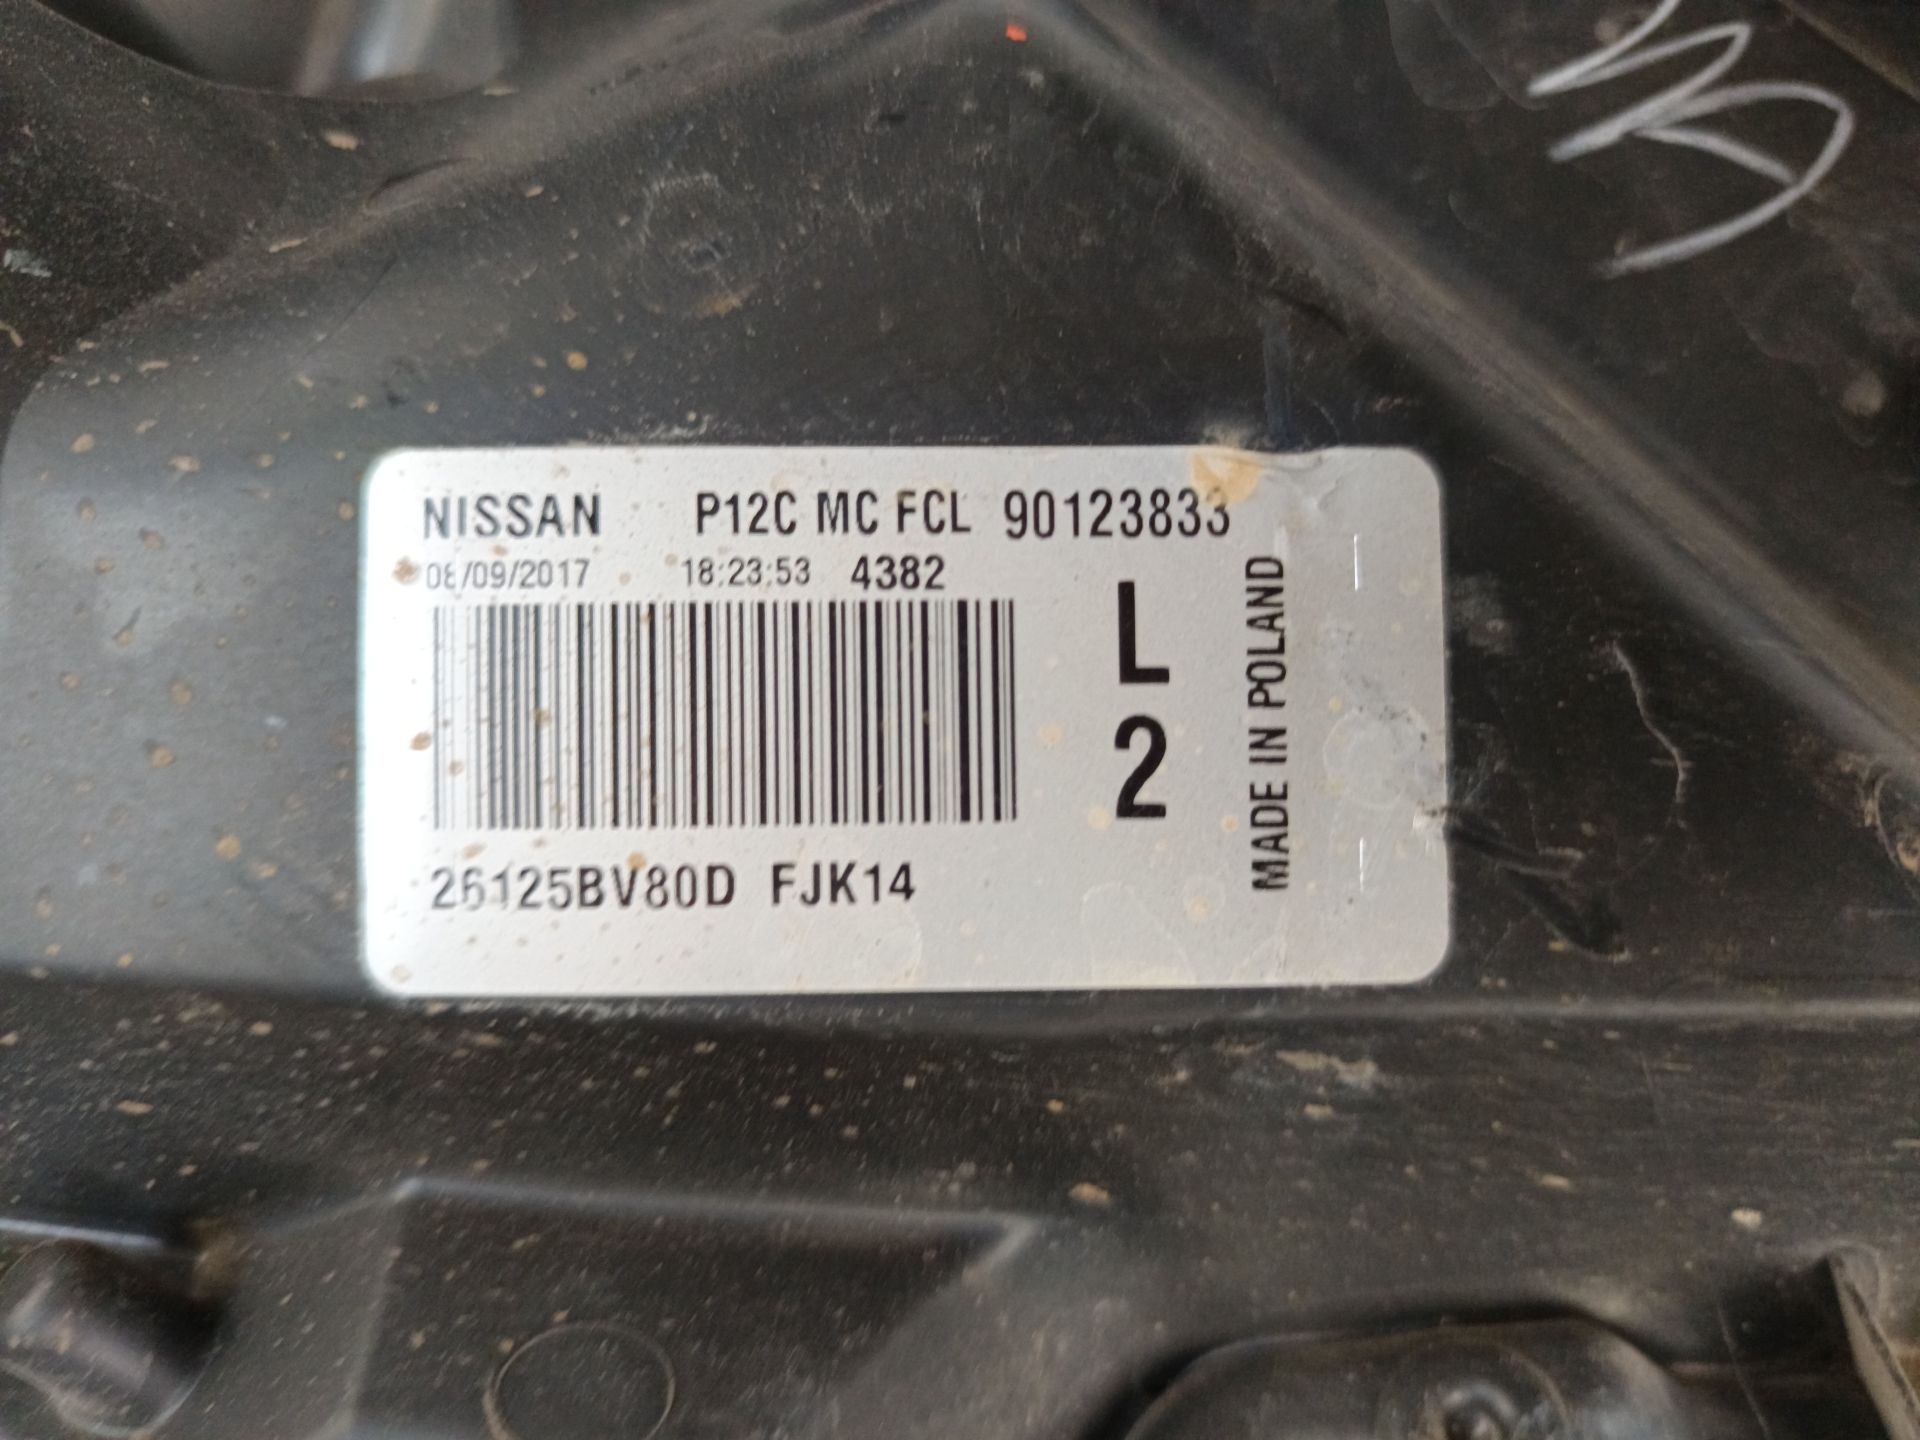 NISSAN P12C MC FCL 90123833
08/09/2017 18:23:53 4382
L
2
MADE IN POLAND
26125BV80D FJK14